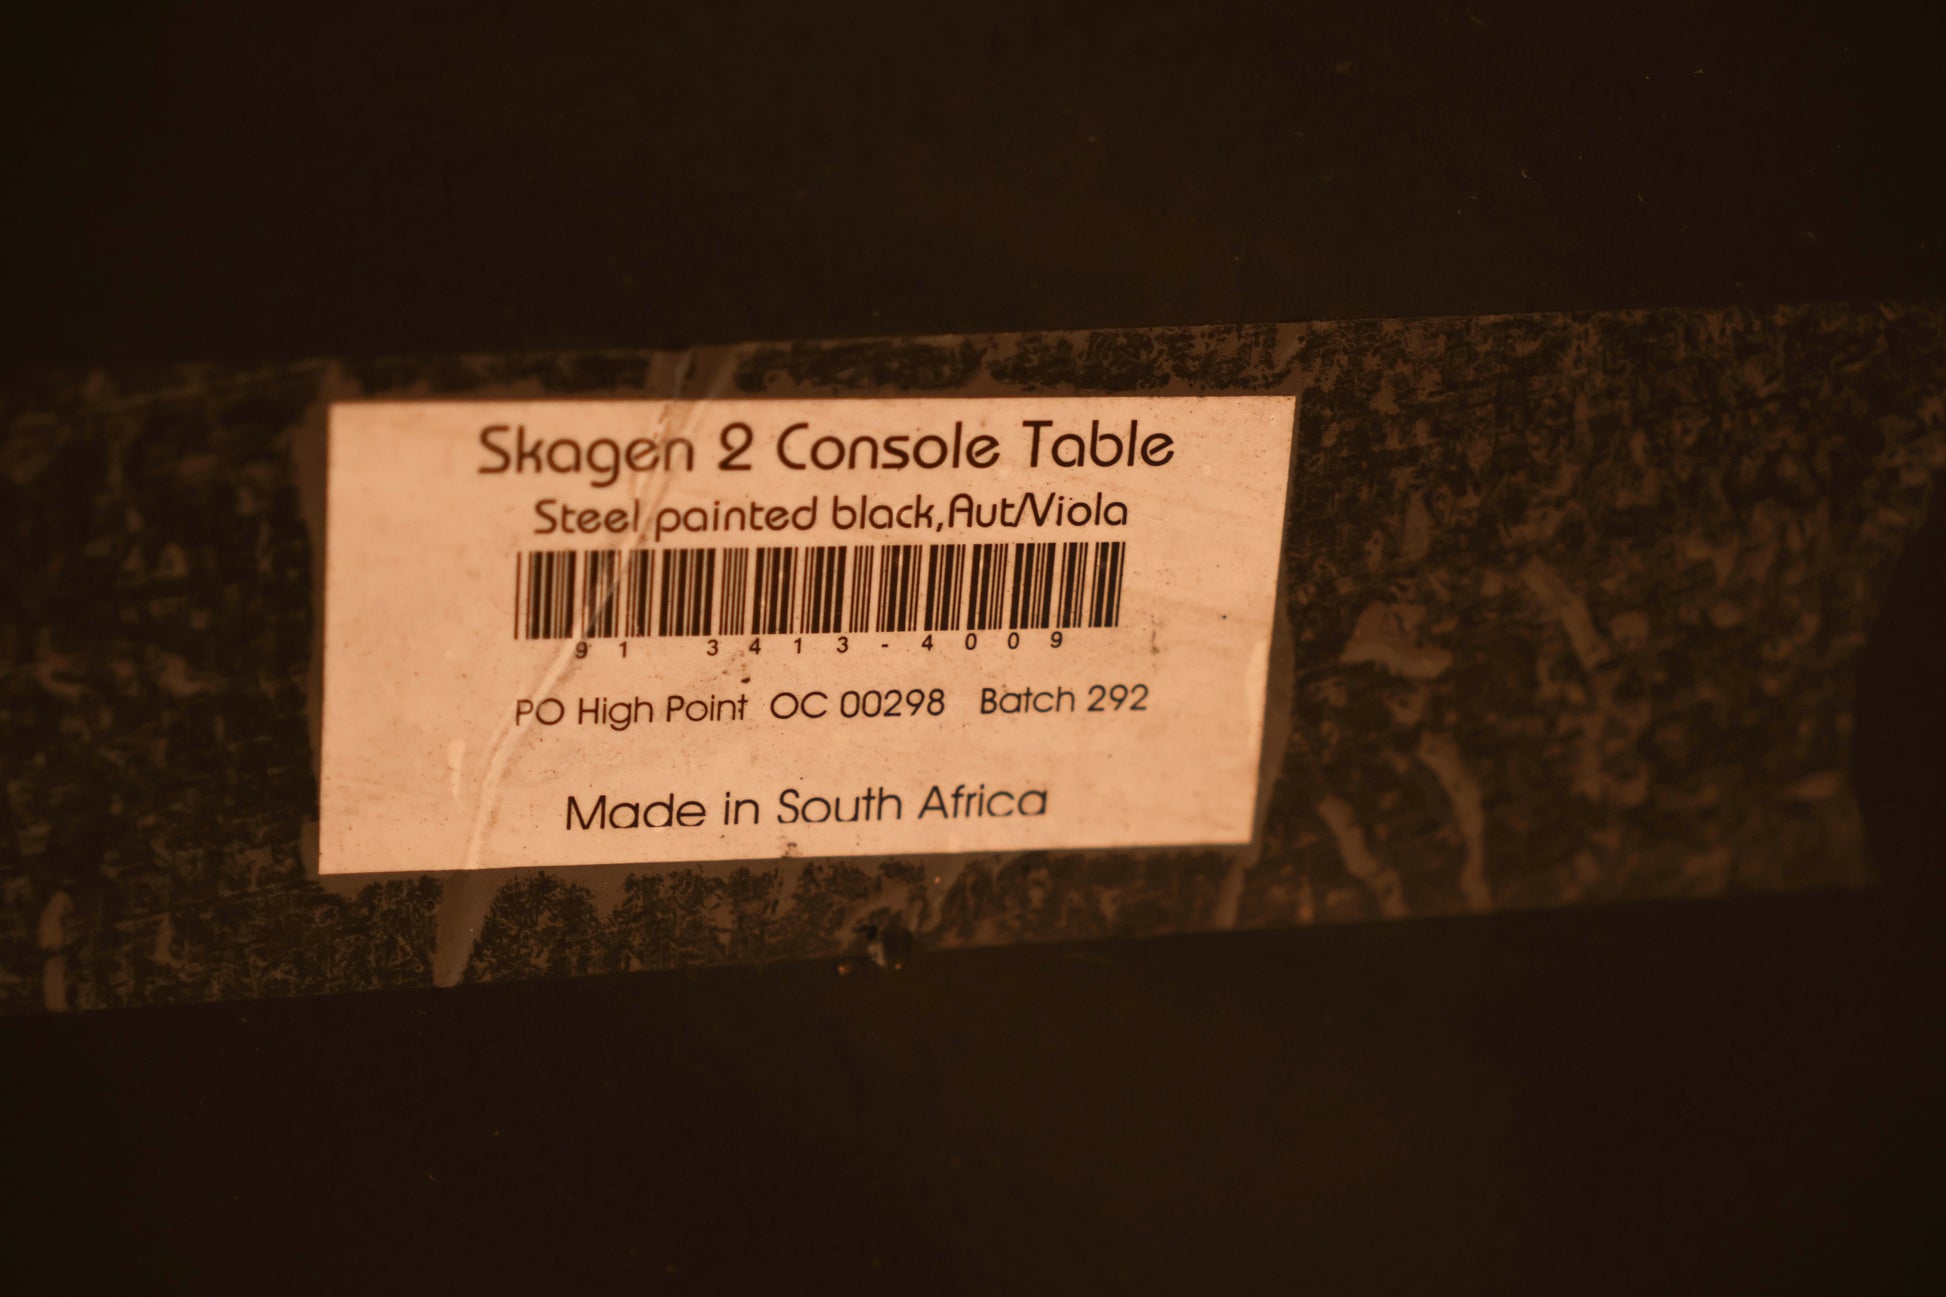 Skagen 2 Console Table
Steel painted black,Aut/Viola
91 3413-4009
PO High Point OC 00298 Batch 292
Made in South Africa